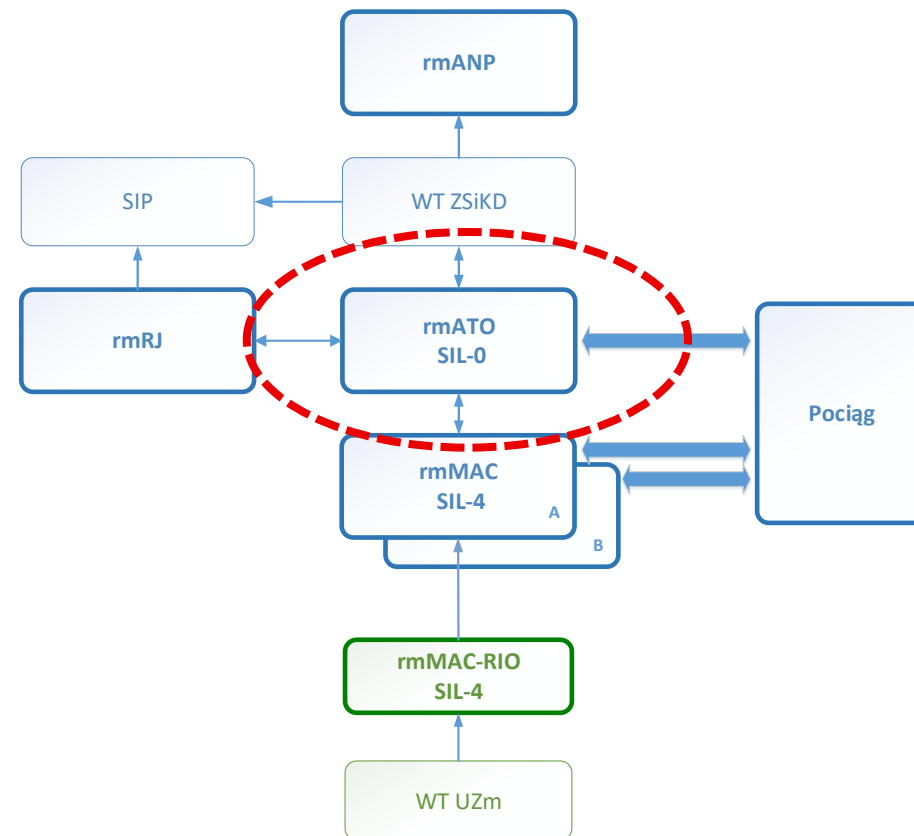 rmANP
SIP
WT ZSiKD
rmRJ
rmATO
SIL-0
Pociąg
rmMAC
SIL-4
A
B
rmMAC-RIO
SIL-4
WT UZm